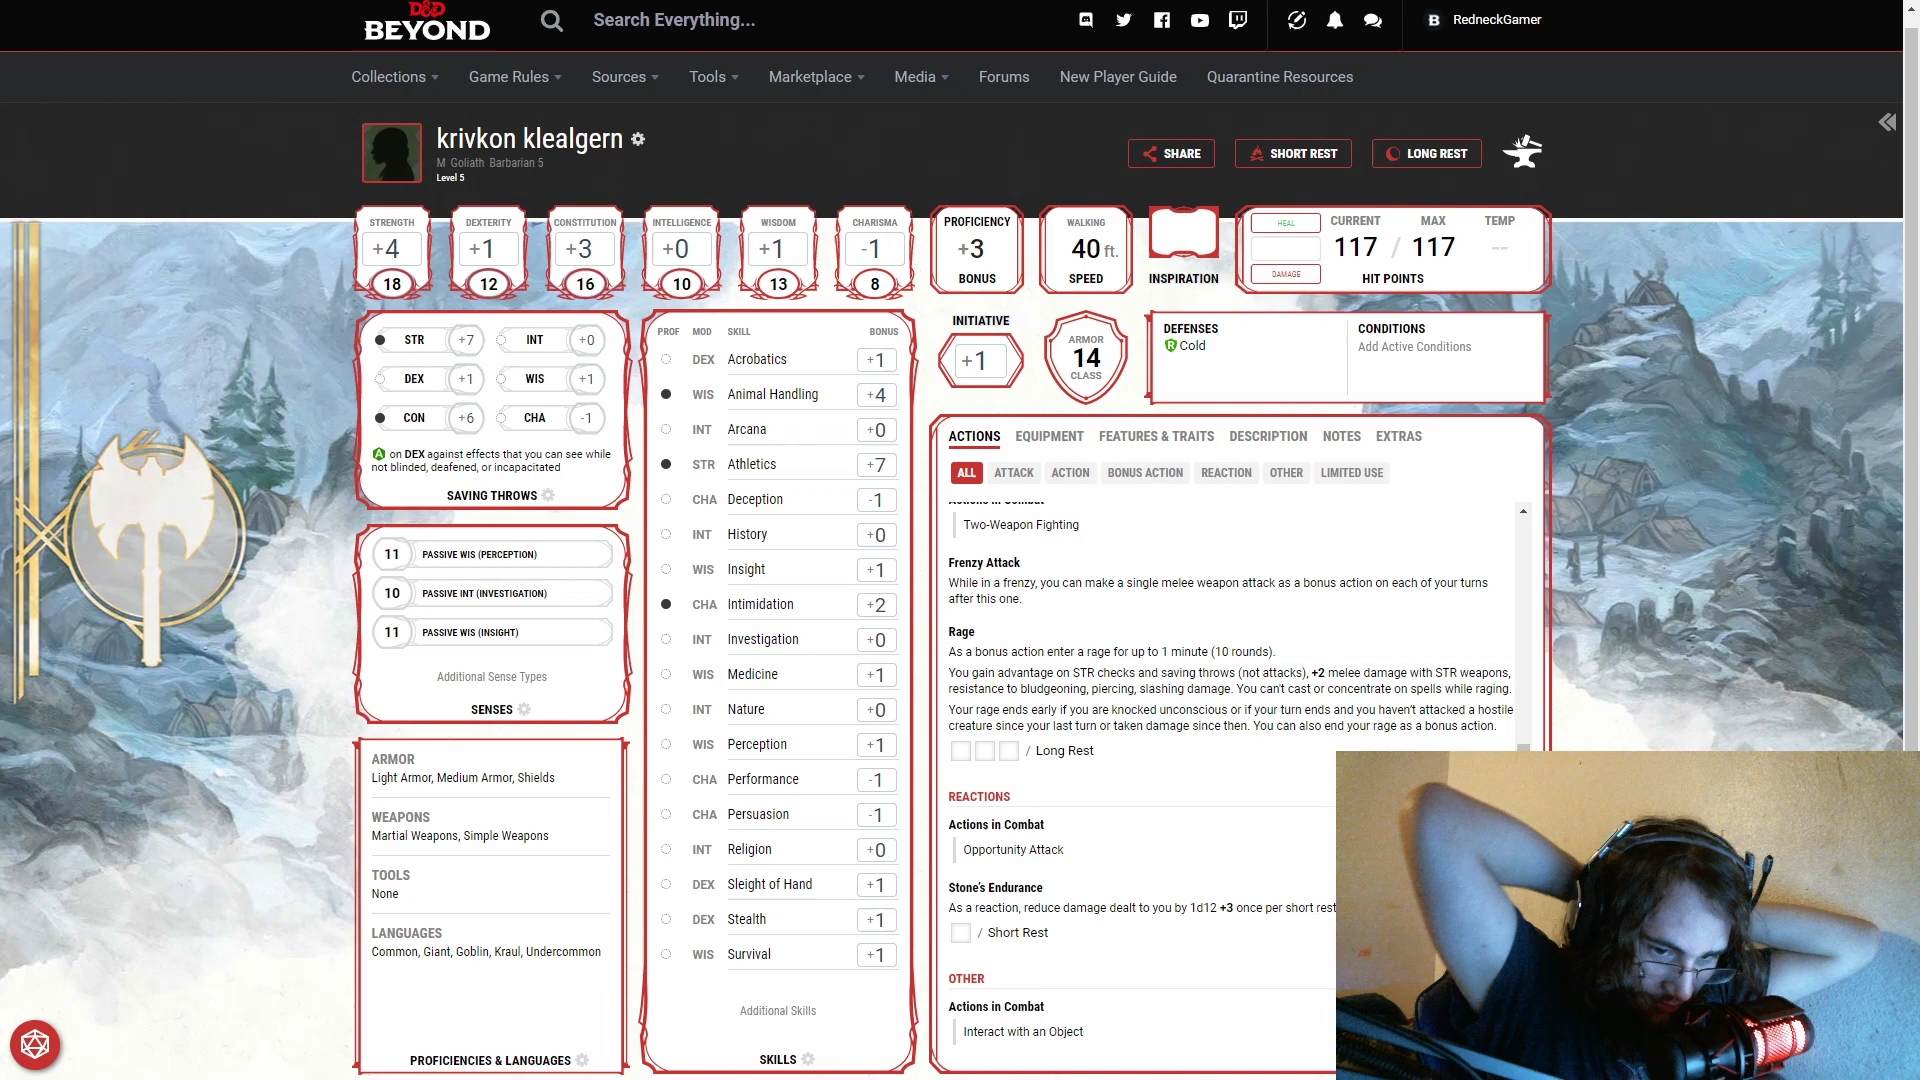 D&D
BEYOND
Search Everything...
B RedneckGamer
Collections Game Rules Sources Tools Marketplace Media Forums New Player Guide Quarantine Resources
krivkon klealgern
M Goliath Barbarian 5
Level 5
SHARE SHORT REST LONG REST
STRENGTH
+4
18
DEXTERITY
+1
12
CONSTITUTION
+3
16
INTELLIGENCE
+0
10
WISDOM
+1
13
CHARISMA
-1
8
PROFICIENCY
+3
BONUS
WALKING
40 ft.
SPEED
INSPIRATION
HEAL
DAMAGE
CURRENT MAX TEMP
117 / 117 --
HIT POINTS
STR +7 INT +0
DEX +1 WIS +1
CON +6 CHA -1
A on DEX against effects that you can see while
not blinded, deafened, or incapacitated
SAVING THROWS
11 PASSIVE WIS (PERCEPTION)
10 PASSIVE INT (INVESTIGATION)
11 PASSIVE WIS (INSIGHT)
Additional Sense Types
SENSES
ARMOR
Light Armor, Medium Armor, Shields
WEAPONS
Martial Weapons, Simple Weapons
TOOLS
None
LANGUAGES
Common, Giant, Goblin, Kraul, Undercommon
PROFICIENCIES & LANGUAGES
PROF MOD SKILL BONUS
DEX Acrobatics +1
WIS Animal Handling +4
INT Arcana +0
STR Athletics +7
CHA Deception -1
INT History +0
WIS Insight +1
CHA Intimidation +2
INT Investigation +0
WIS Medicine +1
INT Nature +0
WIS Perception +1
CHA Performance -1
CHA Persuasion -1
INT Religion +0
DEX Sleight of Hand +1
DEX Stealth +1
WIS Survival +1
Additional Skills
SKILLS
INITIATIVE
+1
ARMOR
14
CLASS
DEFENSES
R Cold
CONDITIONS
Add Active Conditions
ACTIONS EQUIPMENT FEATURES & TRAITS DESCRIPTION NOTES EXTRAS
ALL ATTACK ACTION BONUS ACTION REACTION OTHER LIMITED USE
Actions in Combat
Two-Weapon Fighting
Frenzy Attack
While in a frenzy, you can make a single melee weapon attack as a bonus action on each of your turns
after this one.
Rage
As a bonus action enter a rage for up to 1 minute (10 rounds).
You gain advantage on STR checks and saving throws (not attacks), +2 melee damage with STR weapons,
resistance to bludgeoning, piercing, slashing damage. You can't cast or concentrate on spells while raging.
Your rage ends early if you are knocked unconscious or if your turn ends and you haven't attacked a hostile
creature since your last turn or taken damage since then. You can also end your rage as a bonus action.
/ Long Rest
REACTIONS
Actions in Combat
Opportunity Attack
Stone's Endurance
As a reaction, reduce damage dealt to you by 1d12 +3 once per short rest
/ Short Rest
OTHER
Actions in Combat
Interact with an Object